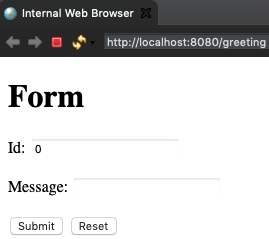 Internal Web Browser
http://localhost:8080/greeting
Form
Id: 0
Message:
Submit Reset